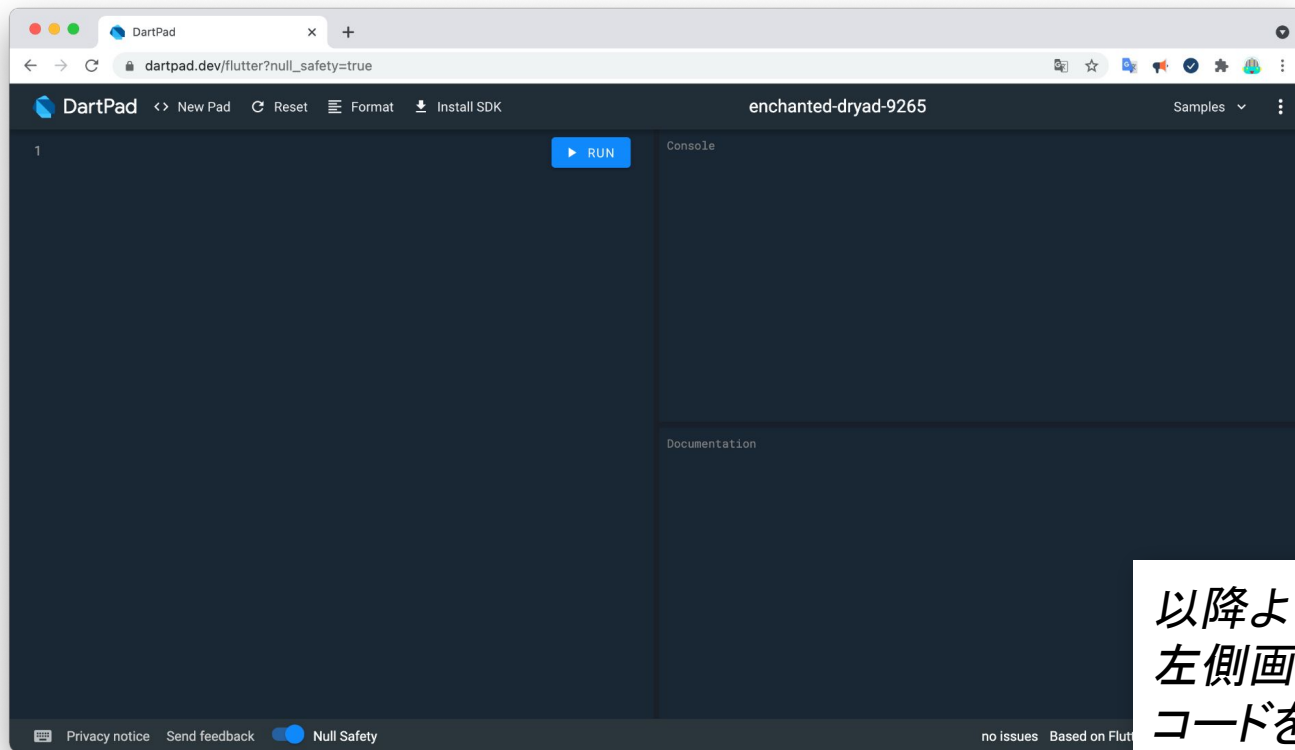 DartPad
dartpad.dev/flutter?null_safety=true
DartPad <> New Pad Reset Format Install SDK enchanted-dryad-9265 Samples
1 RUN Console
Documentation
以降よ
左側画
コードを
Privacy notice Send feedback Null Safety no issues Based on Flut